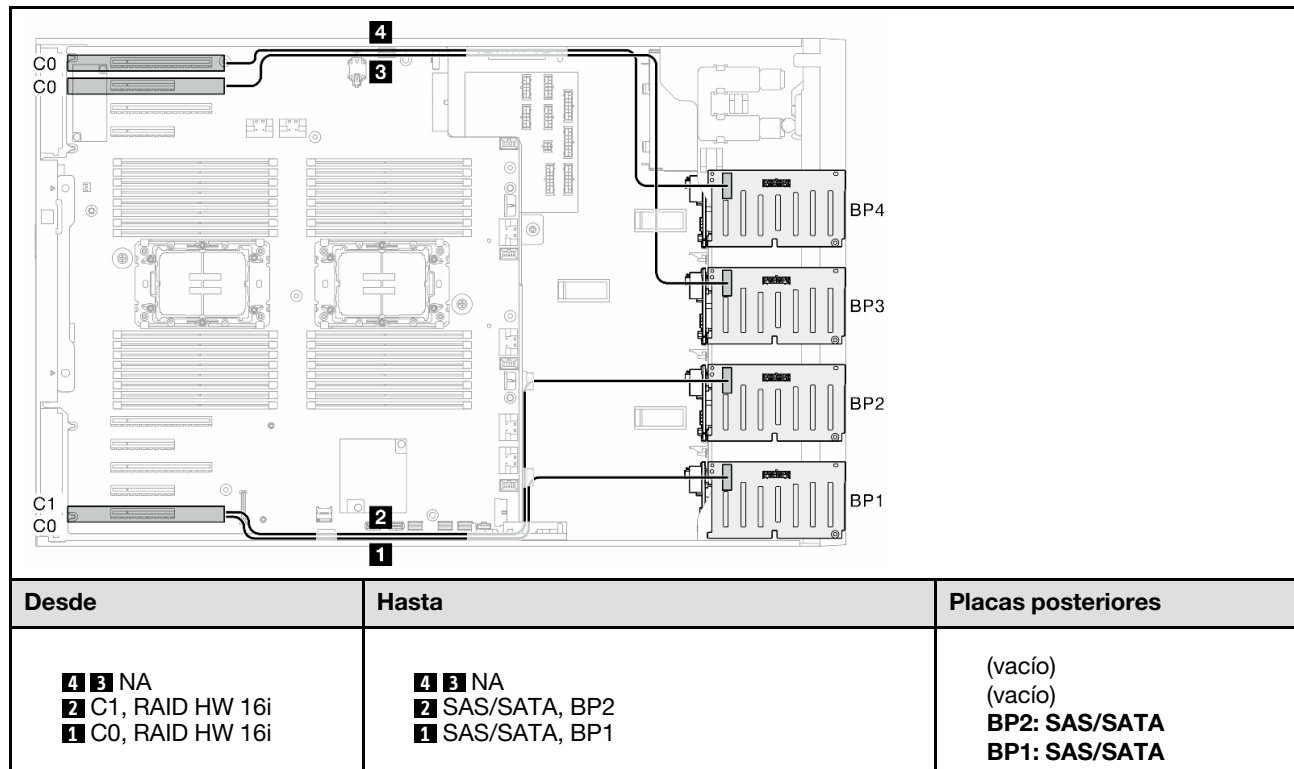 4
C0
3
C0
BP4
BP3
BP2
BP1
C1
C0
2
1
Desde
Hasta
Placas posteriores
4 3 NA
2 C1, RAID HW 16i
1 C0, RAID HW 16i
4 3 NA
2 SAS/SATA, BP2
1 SAS/SATA, BP1
(vacío)
(vacío)
BP2: SAS/SATA
BP1: SAS/SATA